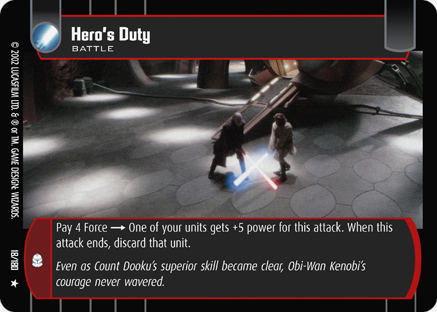 Hero's Duty
BATTLE
© 2002 LUCASFILM LTD. & ® or TM. GAME DESIGN: WIZARDS
Pay 4 Force → One of your units gets +5 power for this attack. When this
attack ends, discard that unit.
Even as Count Dooku's superior skill became clear, Obi-Wan Kenobi's
courage never wavered.
18/180